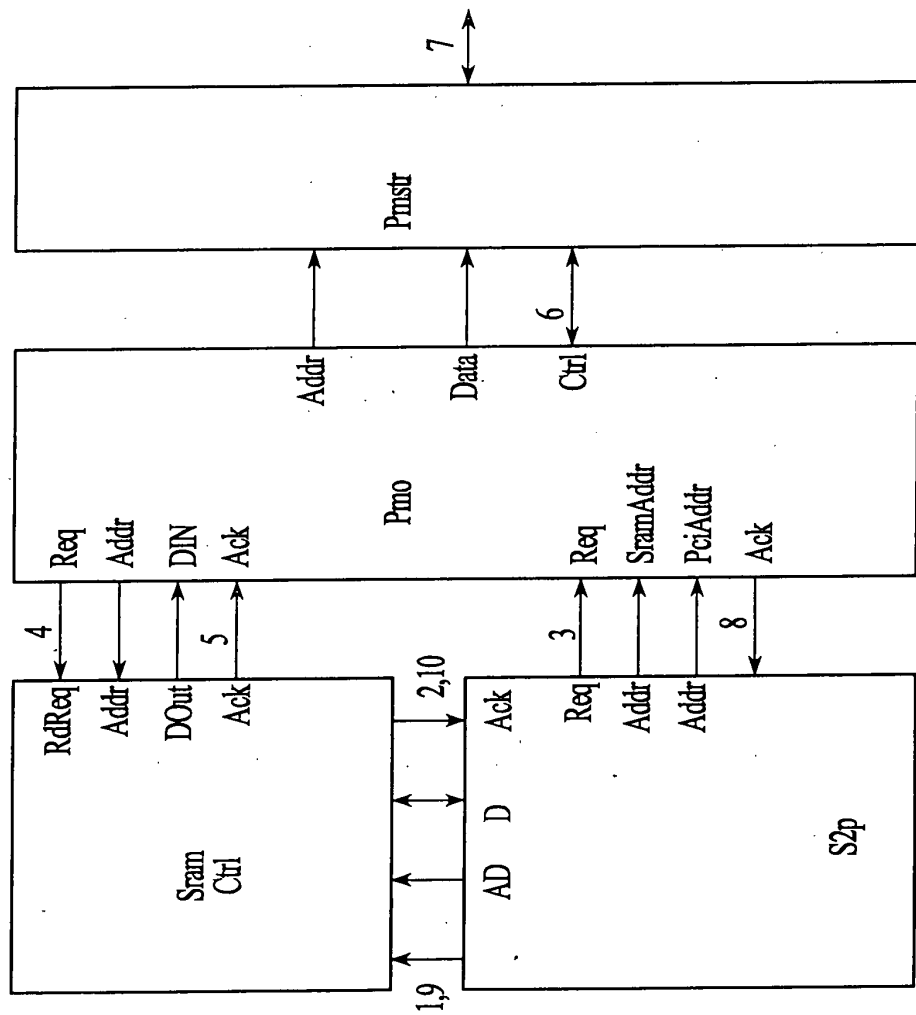 7
Pmstr
6
Addr
Data
Ctrl
Pmo
Req
Addr
DIN
Ack
Req
SramAddr
PciAddr
Ack
4
5
3
8
RdReq
Addr
DOut
Ack
2,10
Ack
Req
Addr
Addr
D
Sram
Ctrl
AD
S2p
1,9